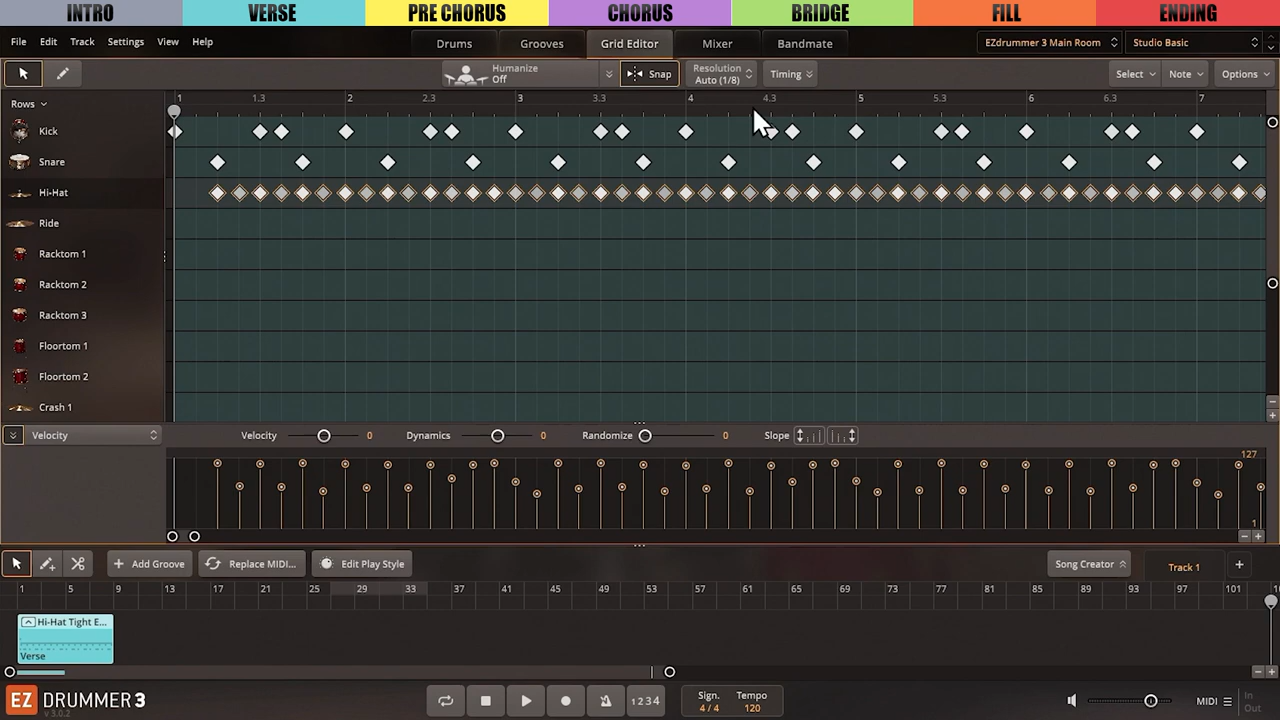 INTRO VERSE PRE CHORUS CHORUS BRIDGE FILL ENDING
File Edit Track Settings View Help Drums Grooves Grid Editor Mixer Bandmate EZdrummer 3 Main Room Studio Basic
Humanize
Off
Snap
Resolution
Auto (1/8)
Timing Select Note Options
Rows 1 1.3 2 2.3 3 3.3 4 4.3 5 5.3 6 6.3 7
Kick
Snare
Hi-Hat
Ride
Racktom 1
Racktom 2
Racktom 3
Floortom 1
Floortom 2
Crash 1
Velocity Velocity 0 Dynamics 0 Randomize 0 Slope
127
1
Add Groove Replace MIDI... Edit Play Style Song Creator Track 1 +
1 5 9 13 17 21 25 29 33 37 41 45 49 53 57 61 65 69 73 77 81 85 89 93 97 101
Hi-Hat Tight E...
Verse
EZ DRUMMER 3
V.3.0.2
1234
Sign.
4/4
Tempo
120
MIDI
In
Out